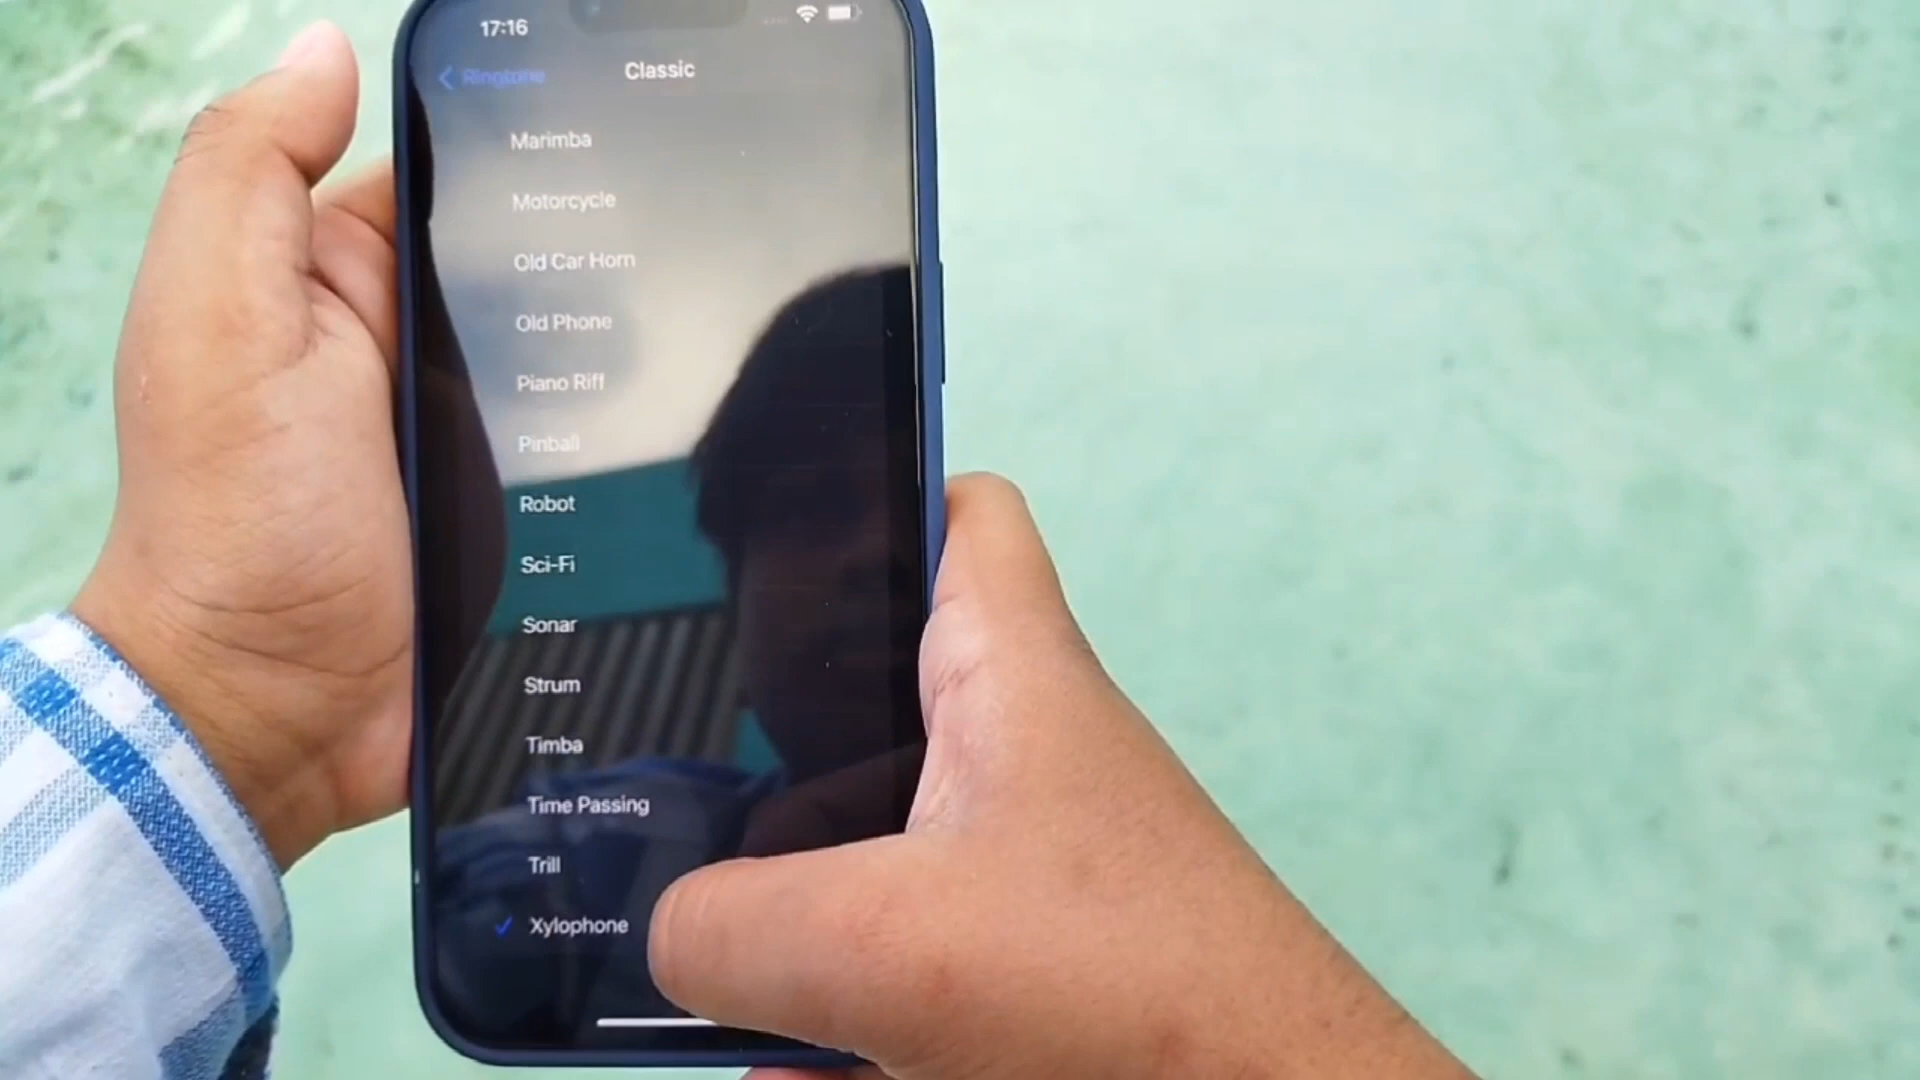 17:16
Ringtone
Classic
Marimba
Motorcycle
Old Car Horn
Old Phone
Piano Riff
Pinball
Robot
Sci-Fi
Sonar
Strum
Timba
Time Passing
Trill
Xylophone